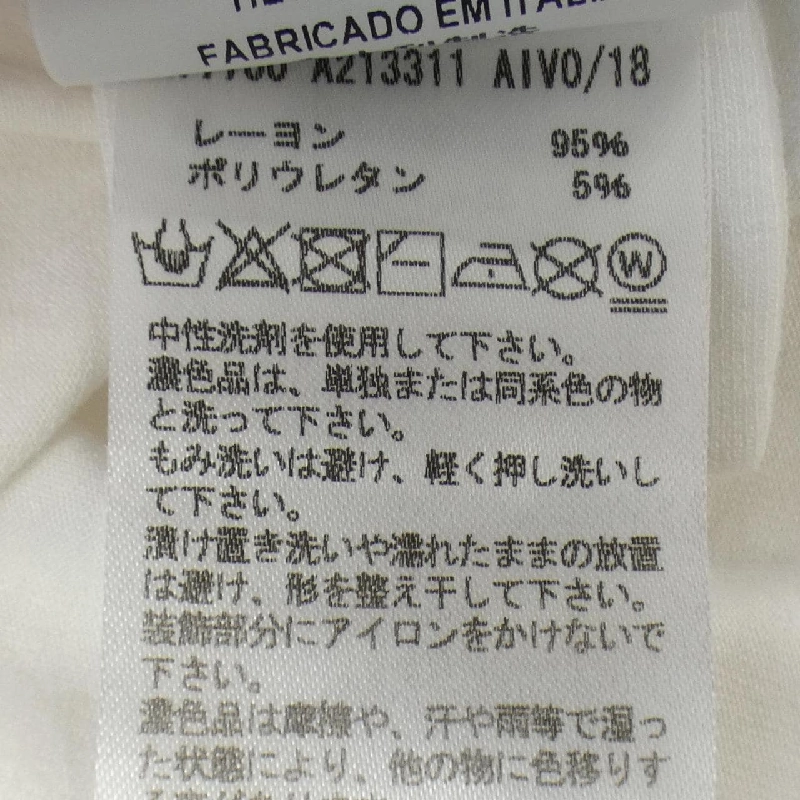 FABRICADO EM ITAL
A213311 AIVO/18
レーヨン 95%
ポリウレタン 5%
W
中性洗剤を使用して下さい。
濃色品は、単独または同系色の物
と洗って下さい。
もみ洗いは避け、軽く押し洗いし
て下さい。
漬け置き洗いや濡れたままの放置
は避け、形を整え干して下さい。
装飾部分にアイロンをかけないで
下さい。
濃色品は摩擦や、汗や雨等で湿っ
た状態により、他の物に色移りす